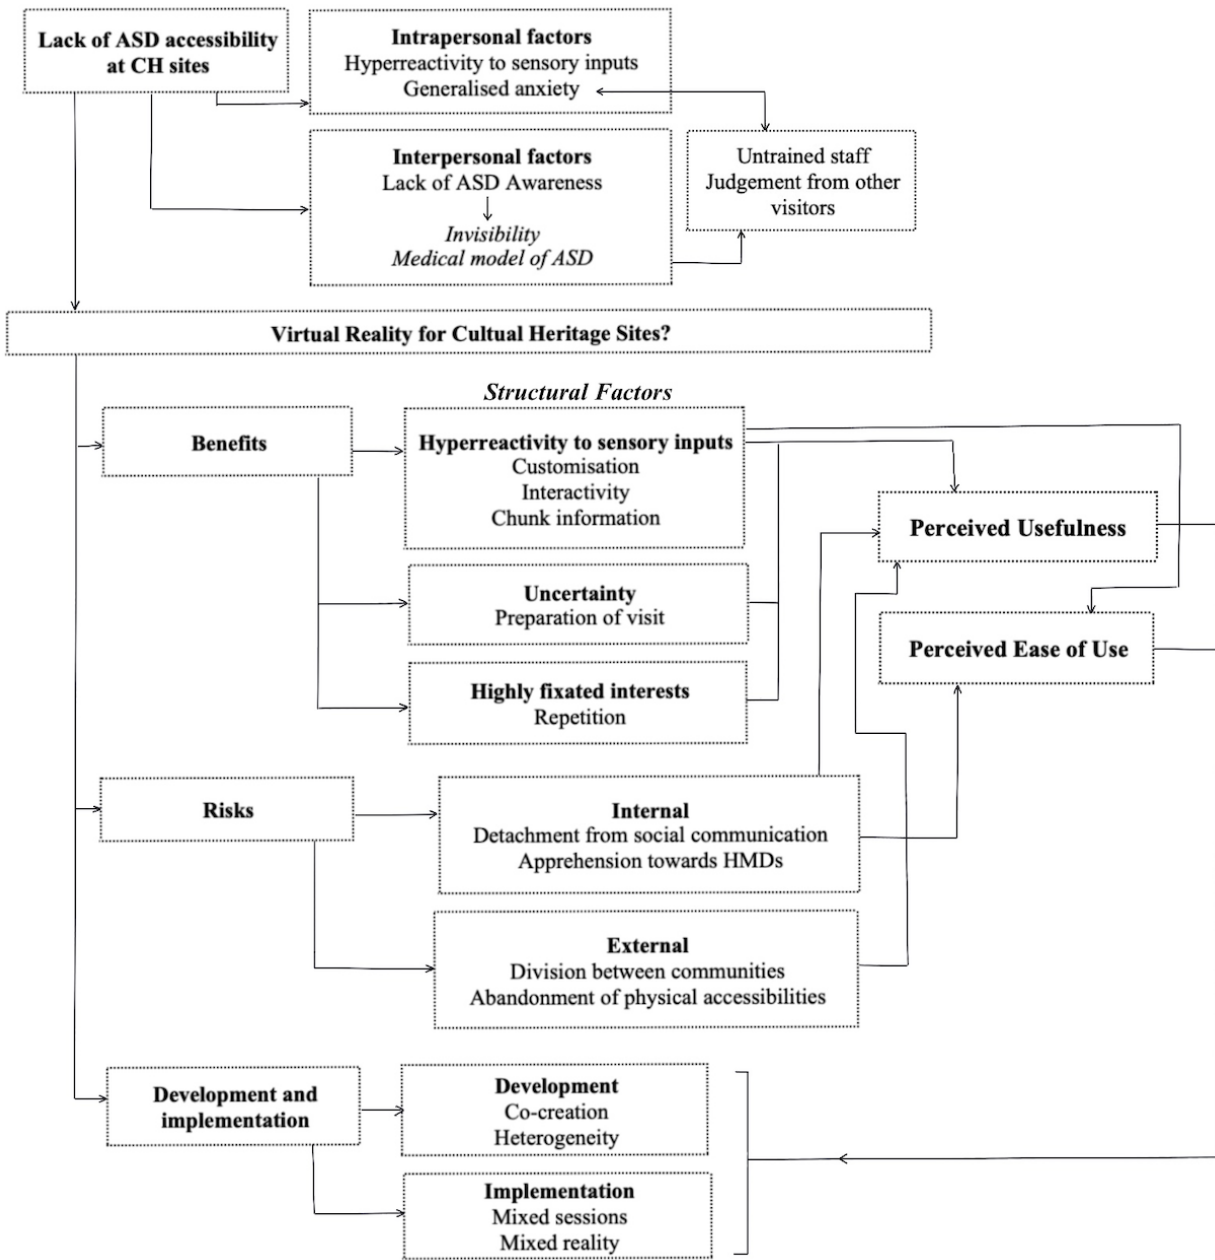 Lack of ASD accessibility
at CH sites
Intrapersonal factors
Hyperreactivity to sensory inputs
Generalised anxiety
Interpersonal factors
Lack of ASD Awareness
Invisibility
Medical model of ASD
Untrained staff
Judgement from other
visitors
Virtual Reality for Cultual Heritage Sites?
Structural Factors
Benefits
Hyperreactivity to sensory inputs
Customisation
Interactivity
Chunk information
Uncertainty
Preparation of visit
Highly fixated interests
Repetition
Perceived Usefulness
Perceived Ease of Use
Risks
Internal
Detachment from social communication
Apprehension towards HMDs
External
Division between communities
Abandonment of physical accessibilities
Development and
implementation
Development
Co-creation
Heterogeneity
Implementation
Mixed sessions
Mixed reality